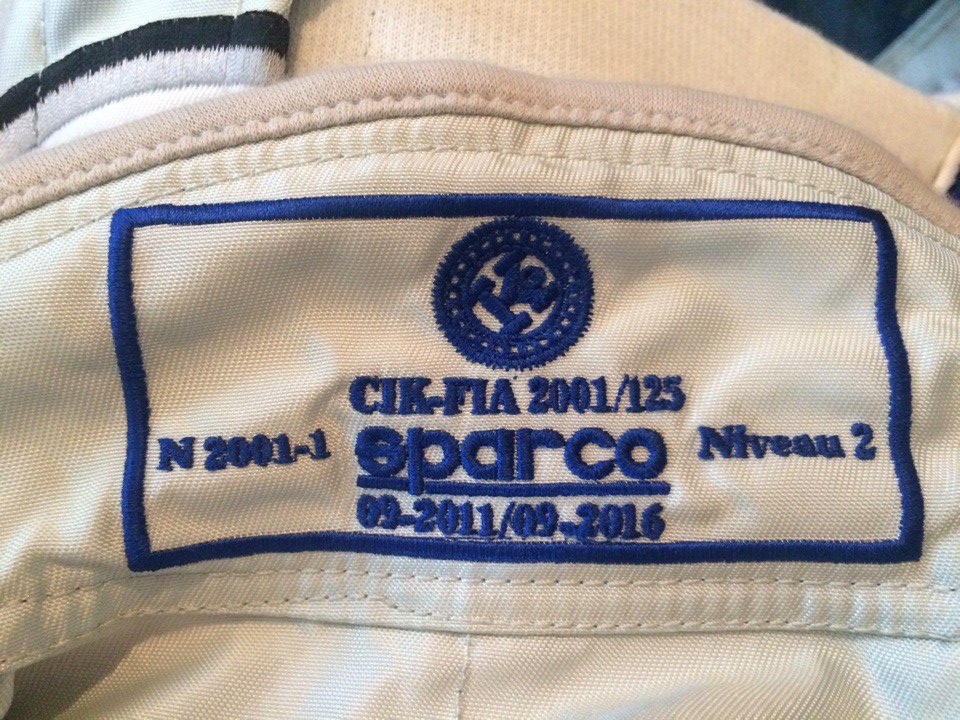 CIK-FIA 2001/125
N 2001-1 sparco Niveau 2
09-2011/09-2016